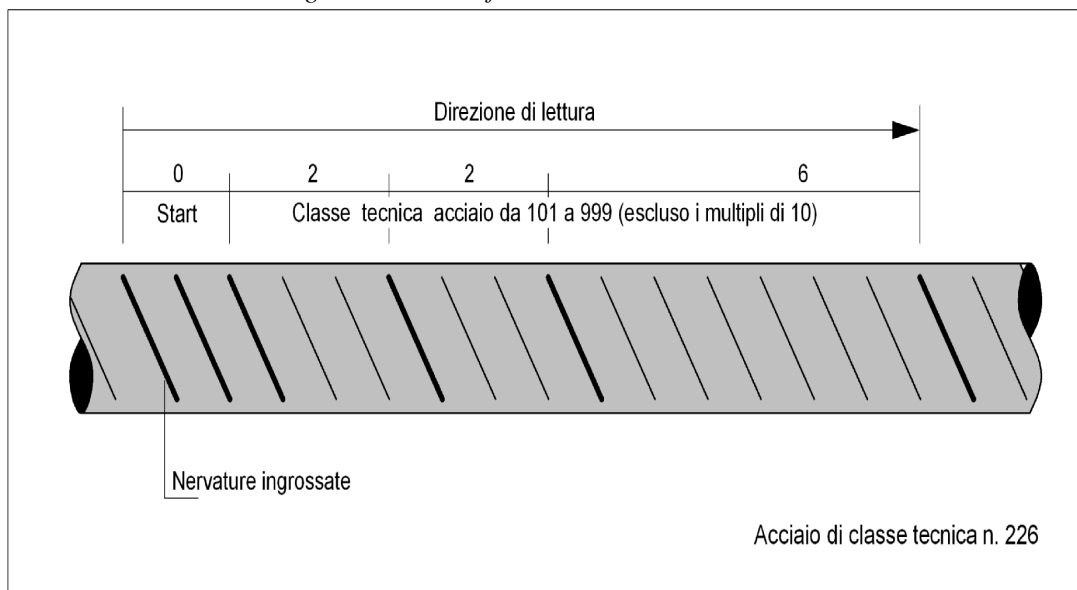 Direzione di lettura
0 2 2 6
Start Classe tecnica acciaio da 101 a 999 (escluso i multipli di 10)
Nervature ingrossate
Acciaio di classe tecnica n. 226